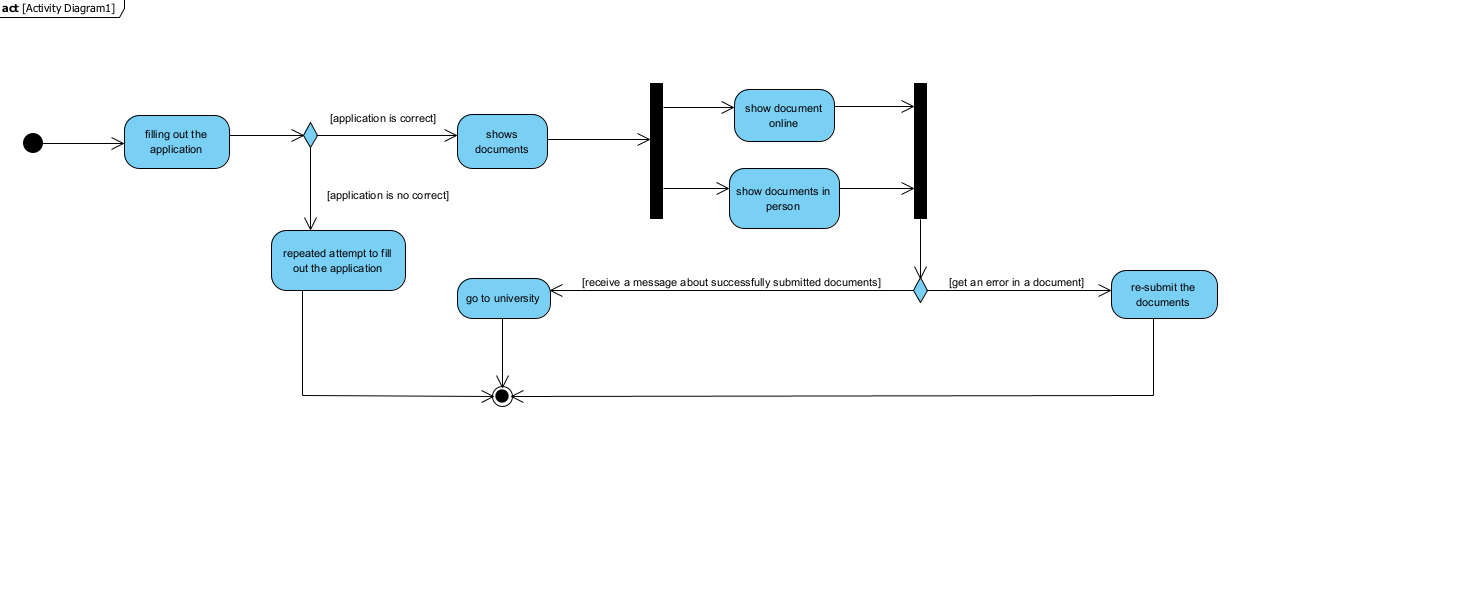 act [Activity Diagram1]
filling out the
application
[application is correct]
shows
documents
show document
online
show documents in
person
[application is no correct]
repeated attempt to fill
out the application
go to university
[receive a message about successfully submitted documents]
[get an error in a document]
re-submit the
documents